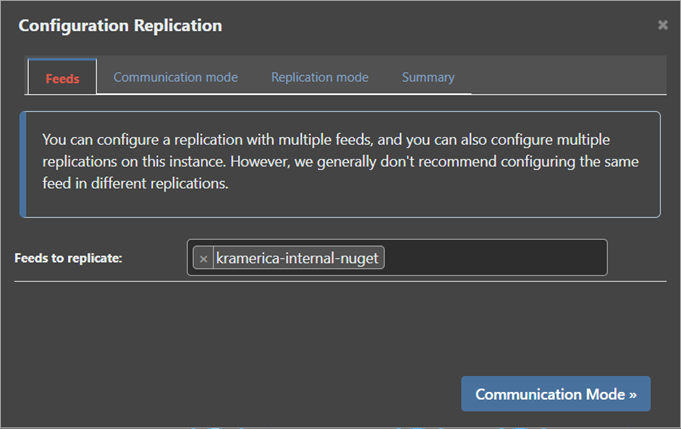 Configuration Replication ×
Feeds Communication mode Replication mode Summary
You can configure a replication with multiple feeds, and you can also configure multiple
replications on this instance. However, we generally don't recommend configuring the same
feed in different replications.
Feeds to replicate: × kramerica-internal-nuget
Communication Mode »